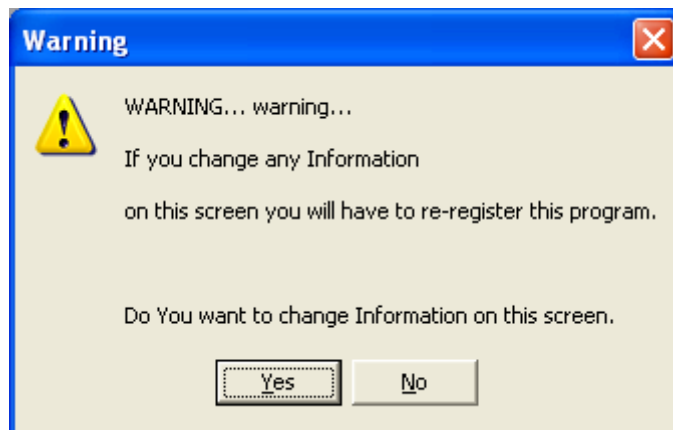 Warning
WARNING... warning...
If you change any Information
on this screen you will have to re-register this program.
Do You want to change Information on this screen.
Yes
No